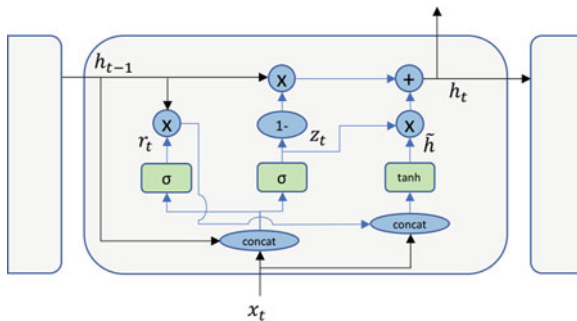 h_{t-1}
x
+
h_t
x
1-
x
r_t
z_t
h̃
σ
σ
tanh
concat
concat
x_t